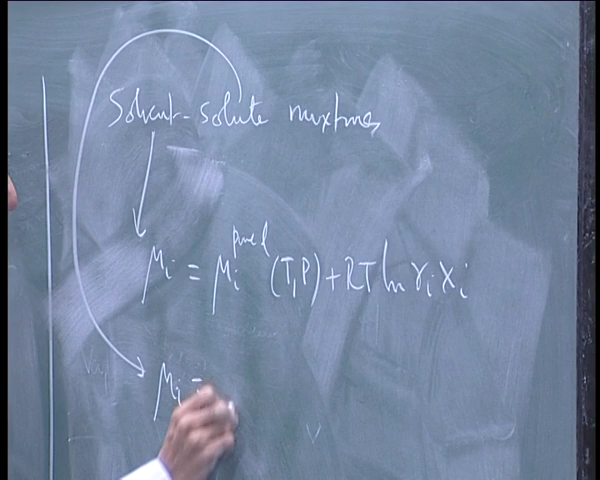 Solvent-solute mixtures
μi = μi^pure l (T,P) + RT ln γi xi
μi =